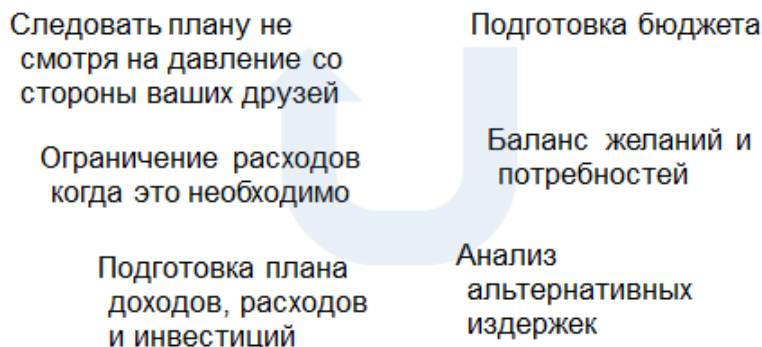 Следовать плану не
смотря на давление со
стороны ваших друзей
Подготовка бюджета
Ограничение расходов
когда это необходимо
Баланс желаний и
потребностей
Подготовка плана
доходов, расходов
и инвестиций
Анализ
альтернативных
издержек